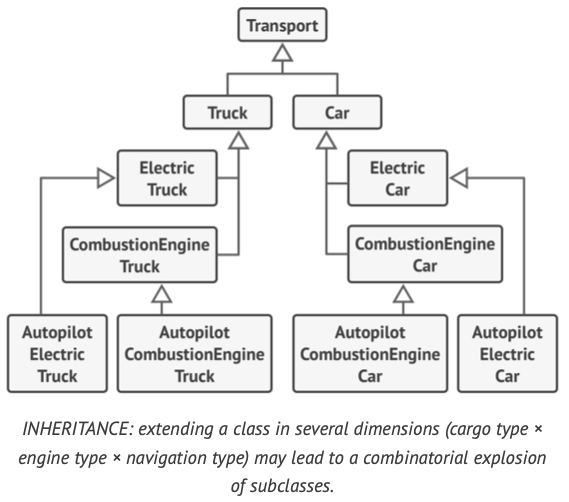 Transport
Truck
Car
Electric
Truck
Electric
Car
CombustionEngine
Truck
CombustionEngine
Car
Autopilot
Electric
Truck
Autopilot
CombustionEngine
Truck
Autopilot
CombustionEngine
Car
Autopilot
Electric
Car
INHERITANCE: extending a class in several dimensions (cargo type ×
engine type × navigation type) may lead to a combinatorial explosion
of subclasses.